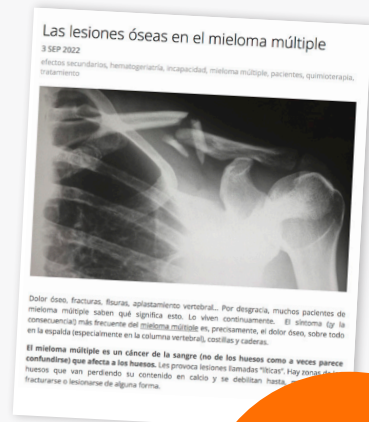 Las lesiones óseas en el mieloma múltiple
3 SEP 2022
efectos secundarios, hematogeriatría, incapacidad, mieloma múltiple, pacientes, quimioterapia,
tratamiento
Dolor óseo, fracturas, fisuras, aplastamiento vertebral... Por desgracia, muchos pacientes de
mieloma múltiple saben qué significa esto. Lo viven continuamente. El síntoma (¡y la
consecuencia!) más frecuente del mieloma múltiple es, precisamente, el dolor óseo, sobre todo
en la espalda (especialmente en la columna vertebral), costillas y caderas.
El mieloma múltiple es un cáncer de la sangre (no de los huesos como a veces parece
confundirse) que afecta a los huesos. Les provoca lesiones llamadas "líticas". Hay zonas de
huesos que van perdiendo su contenido en calcio y se debilitan hasta,
fracturarse o lesionarse de alguna forma.